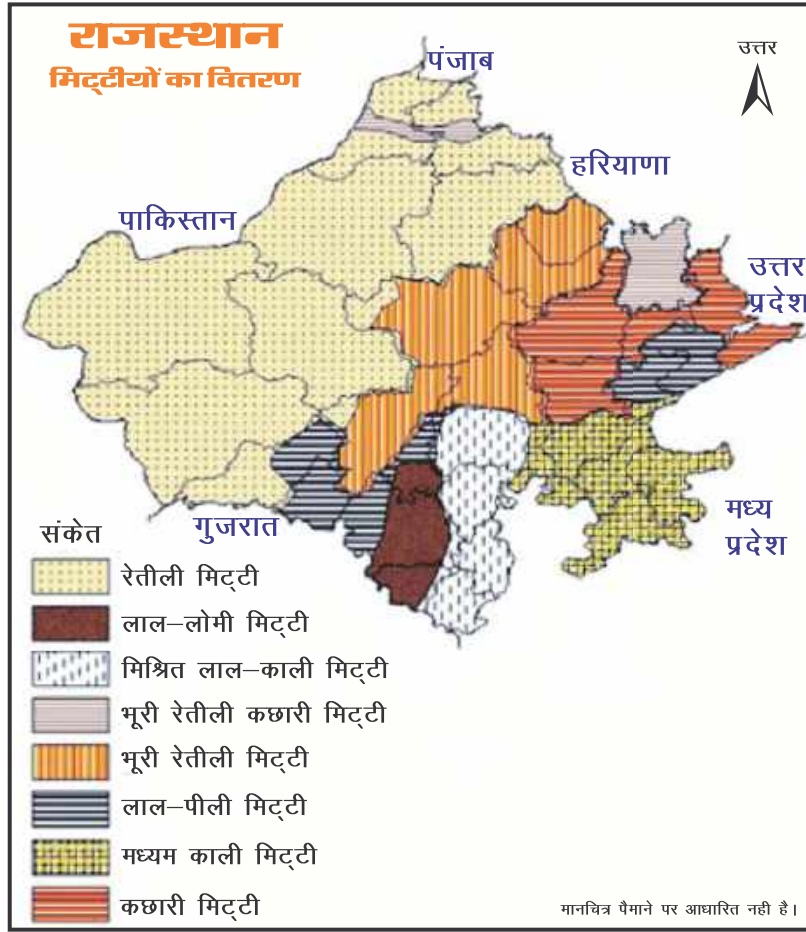 राजस्थान
मिट्टीयों का वितरण
उत्तर
पंजाब
हरियाणा
पाकिस्तान
उत्तर
प्रदेश
गुजरात
मध्य
प्रदेश
संकेत
रेतीली मिट्टी
लाल–लोमी मिट्टी
मिश्रित लाल–काली मिट्टी
भूरी रेतीली कछारी मिट्टी
भूरी रेतीली मिट्टी
लाल–पीली मिट्टी
मध्यम काली मिट्टी
कछारी मिट्टी
मानचित्र पैमाने पर आधारित नही है।